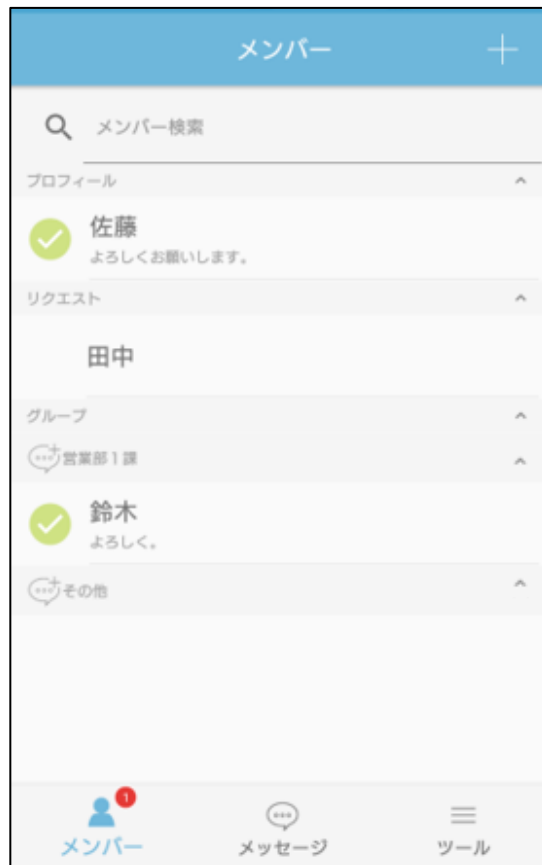 メンバー
メンバー検索
プロフィール
佐藤
よろしくお願いします。
リクエスト
田中
グループ
営業部1課
鈴木
よろしく。
その他
1
メンバー
メッセージ
ツール